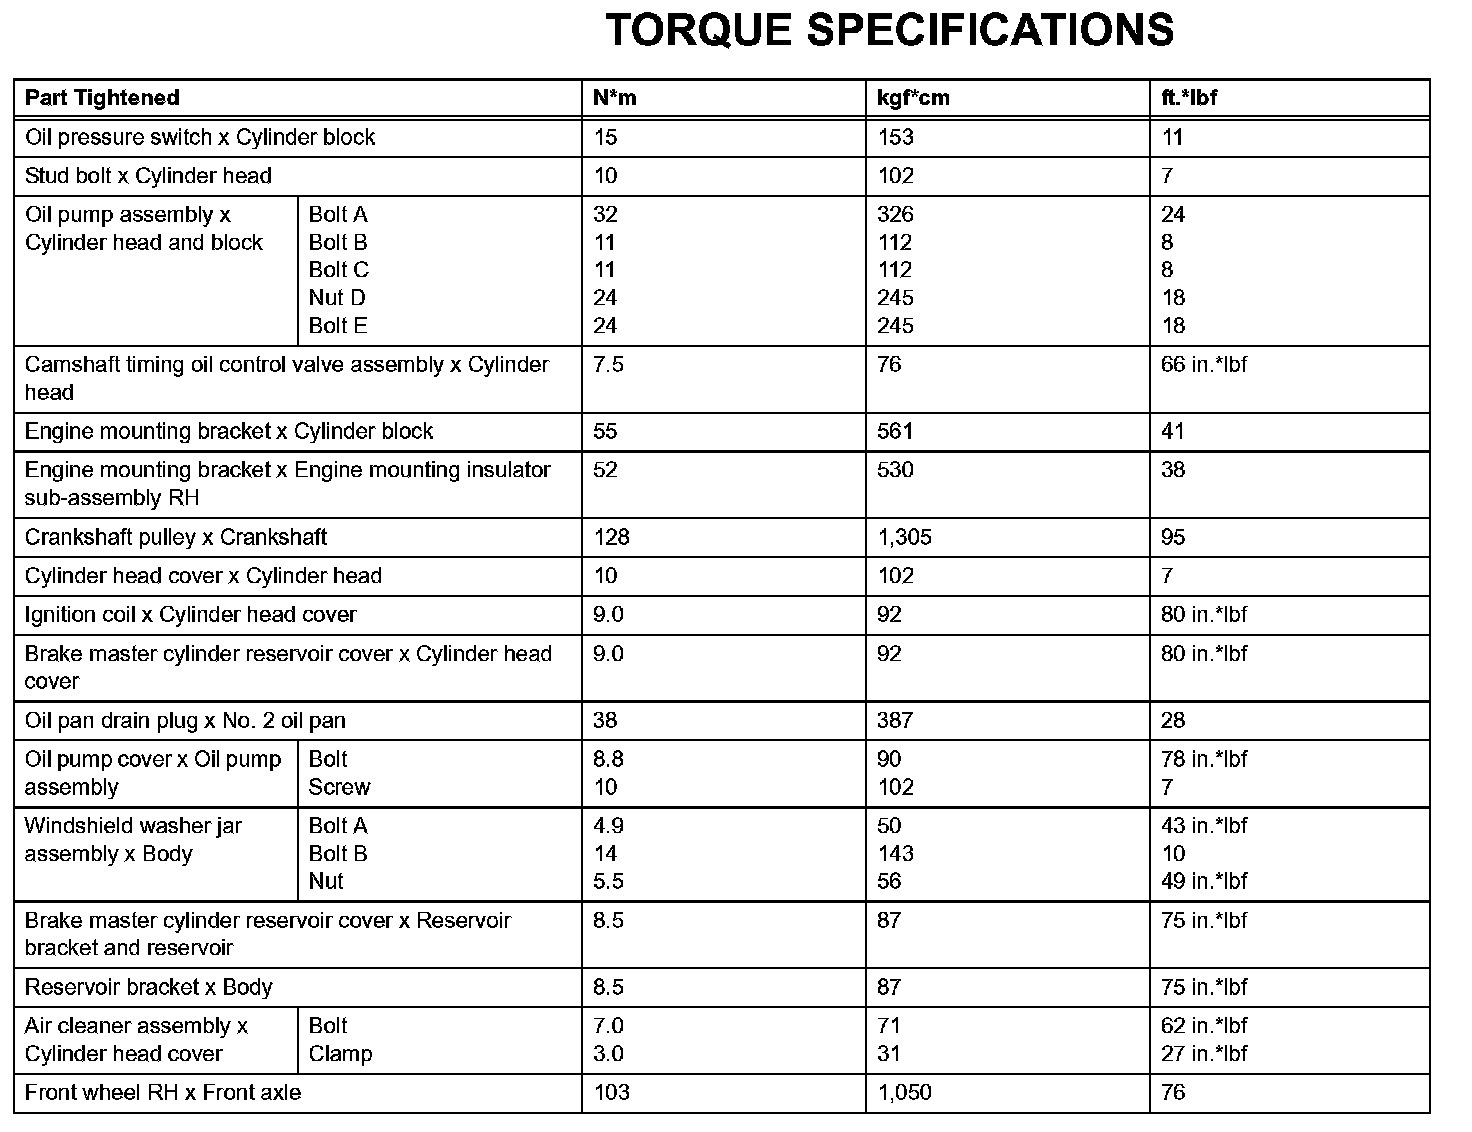 TORQUE SPECIFICATIONS
Part Tightened N*m kgf*cm ft.*lbf
Oil pressure switch x Cylinder block 15 153 11
Stud bolt x Cylinder head 10 102 7
Oil pump assembly x Bolt A 32 326 24
Cylinder head and block Bolt B 11 112 8
Bolt C 11 112 8
Nut D 24 245 18
Bolt E 24 245 18
Camshaft timing oil control valve assembly x Cylinder 7.5 76 66 in.*lbf
head
Engine mounting bracket x Cylinder block 55 561 41
Engine mounting bracket x Engine mounting insulator 52 530 38
sub-assembly RH
Crankshaft pulley x Crankshaft 128 1,305 95
Cylinder head cover x Cylinder head 10 102 7
Ignition coil x Cylinder head cover 9.0 92 80 in.*lbf
Brake master cylinder reservoir cover x Cylinder head 9.0 92 80 in.*lbf
cover
Oil pan drain plug x No. 2 oil pan 38 387 28
Oil pump cover x Oil pump Bolt 8.8 90 78 in.*lbf
assembly Screw 10 102 7
Windshield washer jar Bolt A 4.9 50 43 in.*lbf
assembly x Body Bolt B 14 143 10
Nut 5.5 56 49 in.*lbf
Brake master cylinder reservoir cover x Reservoir 8.5 87 75 in.*lbf
bracket and reservoir
Reservoir bracket x Body 8.5 87 75 in.*lbf
Air cleaner assembly x Bolt 7.0 71 62 in.*lbf
Cylinder head cover Clamp 3.0 31 27 in.*lbf
Front wheel RH x Front axle 103 1,050 76